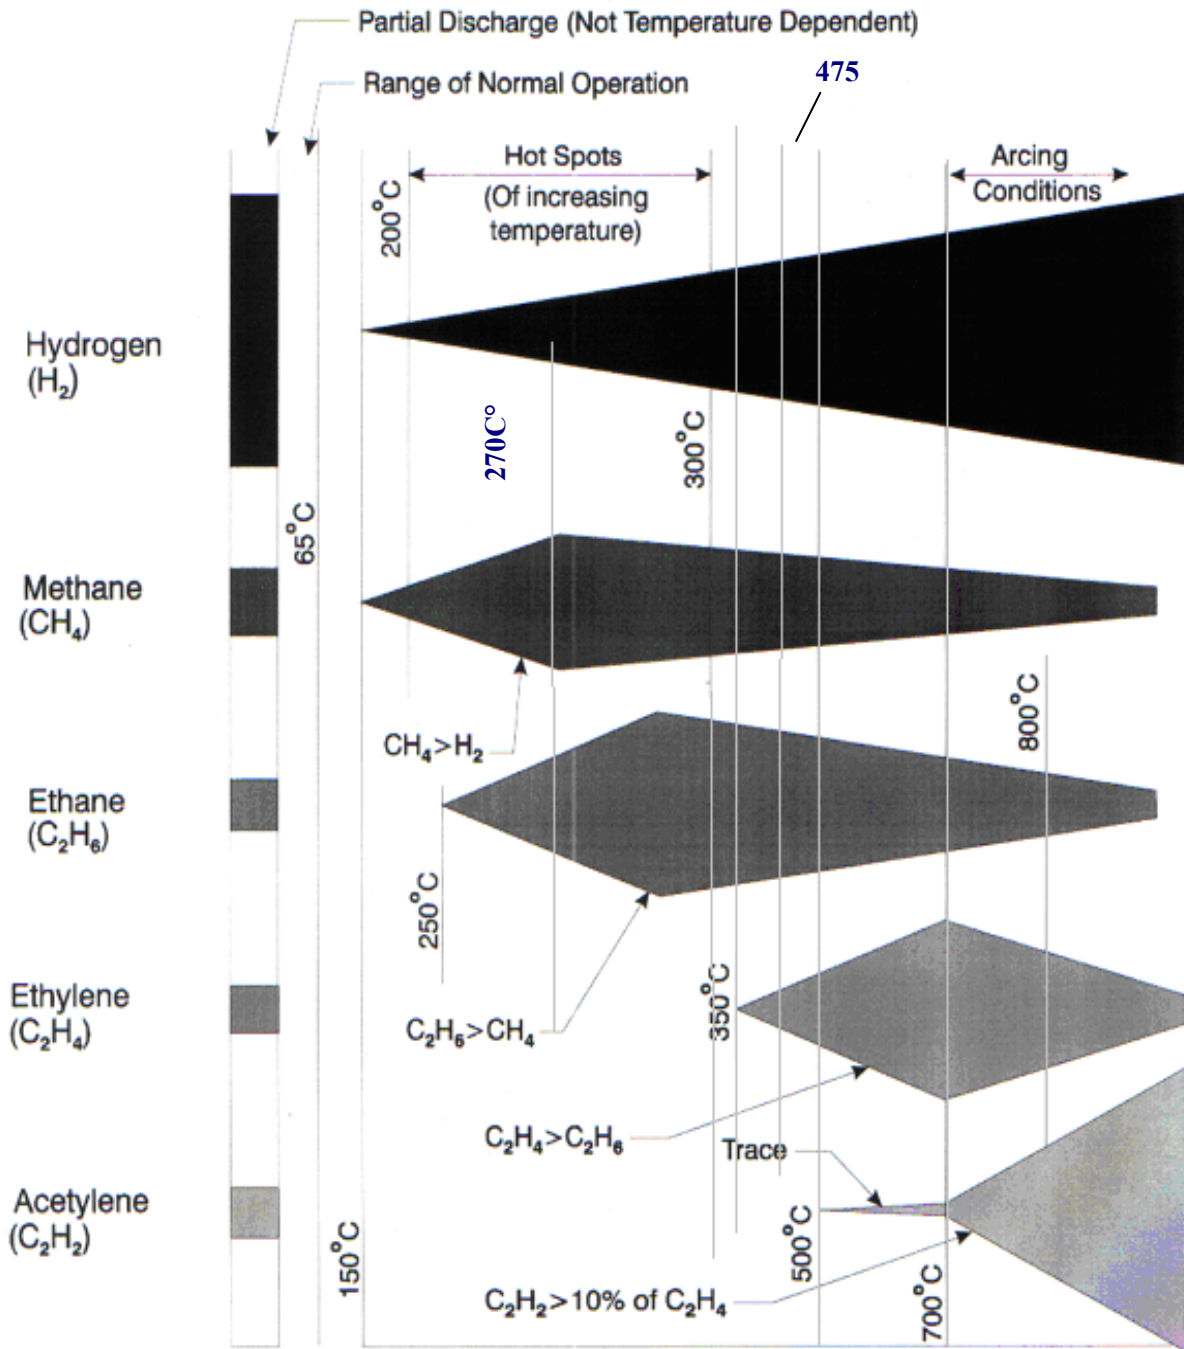 Partial Discharge (Not Temperature Dependent)
475
Range of Normal Operation
Hot Spots
(Of increasing
temperature)
Arcing
Conditions
200°C
Hydrogen
(H₂)
270C°
300°C
65°C
Methane
(CH₄)
CH₄>H₂
800°C
Ethane
(C₂H₆)
250°C
Ethylene
(C₂H₄)
350°C
C₂H₆>CH₄
C₂H₄>C₂H₆
Trace
Acetylene
(C₂H₂)
150°C
500°C
700°C
C₂H₂>10% of C₂H₄